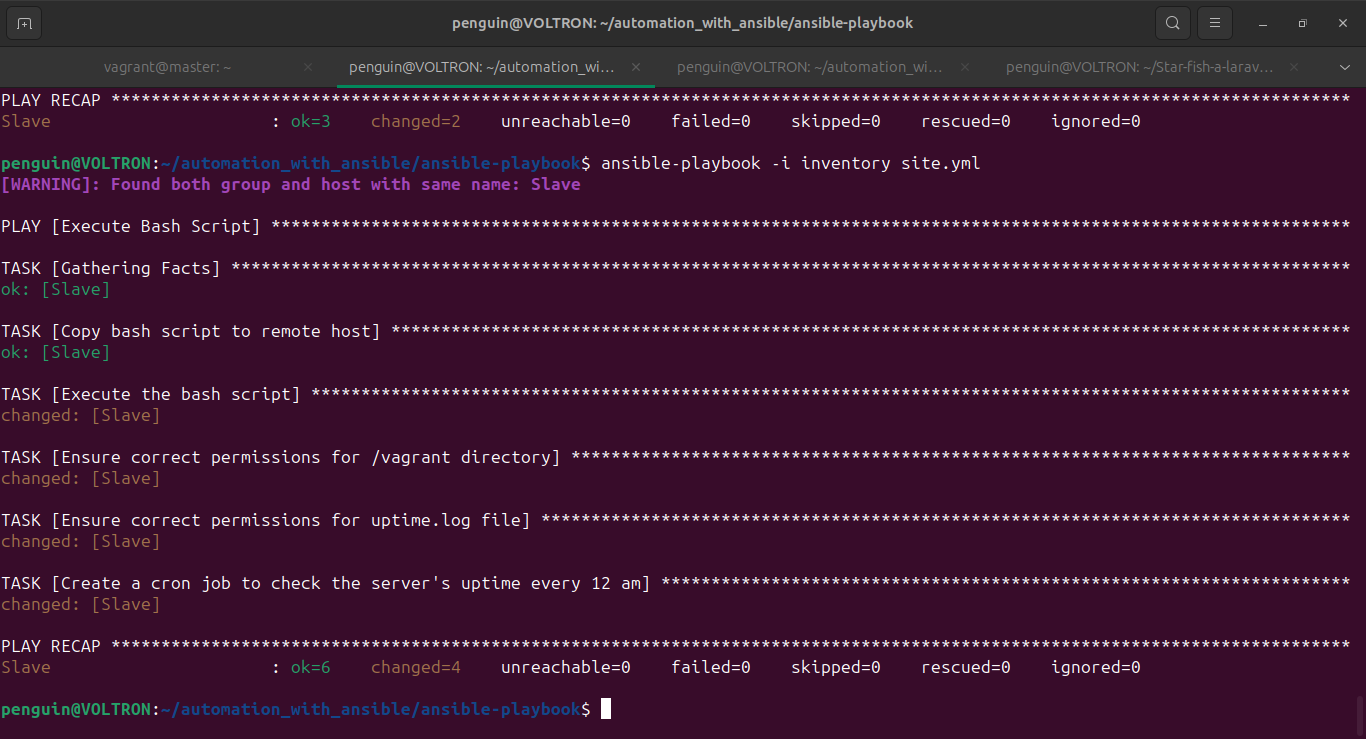 penguin@VOLTRON: ~/automation_with_ansible/ansible-playbook
vagrant@master: ~
penguin@VOLTRON: ~/automation_wi...
penguin@VOLTRON: ~/automation_wi...
penguin@VOLTRON: ~/Star-fish-a-larav...
PLAY RECAP ****************************************************************************************************************************
Slave                      : ok=3    changed=2    unreachable=0    failed=0    skipped=0    rescued=0    ignored=0
penguin@VOLTRON:~/automation_with_ansible/ansible-playbook$ ansible-playbook -i inventory site.yml
[WARNING]: Found both group and host with same name: Slave
PLAY [Execute Bash Script] ************************************************************************************************************
TASK [Gathering Facts] ****************************************************************************************************************
ok: [Slave]
TASK [Copy bash script to remote host] ************************************************************************************************
ok: [Slave]
TASK [Execute the bash script] ********************************************************************************************************
changed: [Slave]
TASK [Ensure correct permissions for /vagrant directory] ******************************************************************************
changed: [Slave]
TASK [Ensure correct permissions for uptime.log file] *********************************************************************************
changed: [Slave]
TASK [Create a cron job to check the server's uptime every 12 am] *********************************************************************
changed: [Slave]
PLAY RECAP ****************************************************************************************************************************
Slave                      : ok=6    changed=4    unreachable=0    failed=0    skipped=0    rescued=0    ignored=0
penguin@VOLTRON:~/automation_with_ansible/ansible-playbook$